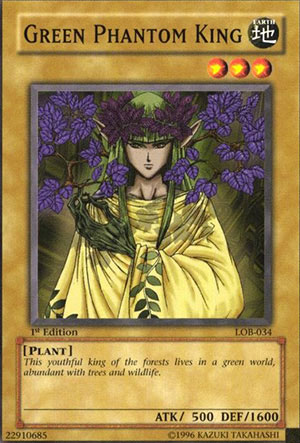 GREEN PHANTOM KING
EARTH
地
1st Edition
LOB-034
[PLANT]
This youthful king of the forests lives in a green world,
abundant with trees and wildlife.
ATK/ 500 DEF/1600
22910685
©1996 KAZUKI TAKAHASHI